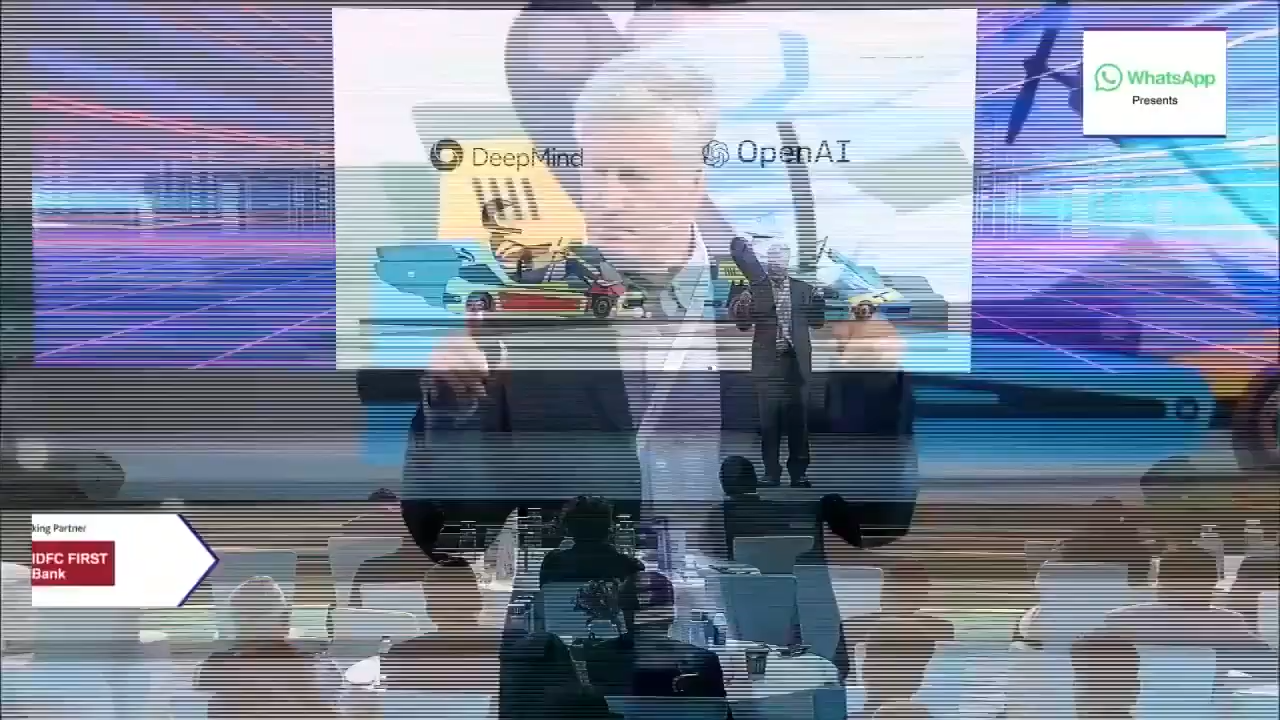 WhatsApp
Presents
DeepMind
OpenAI
king Partner
IDFC FIRST
Bank